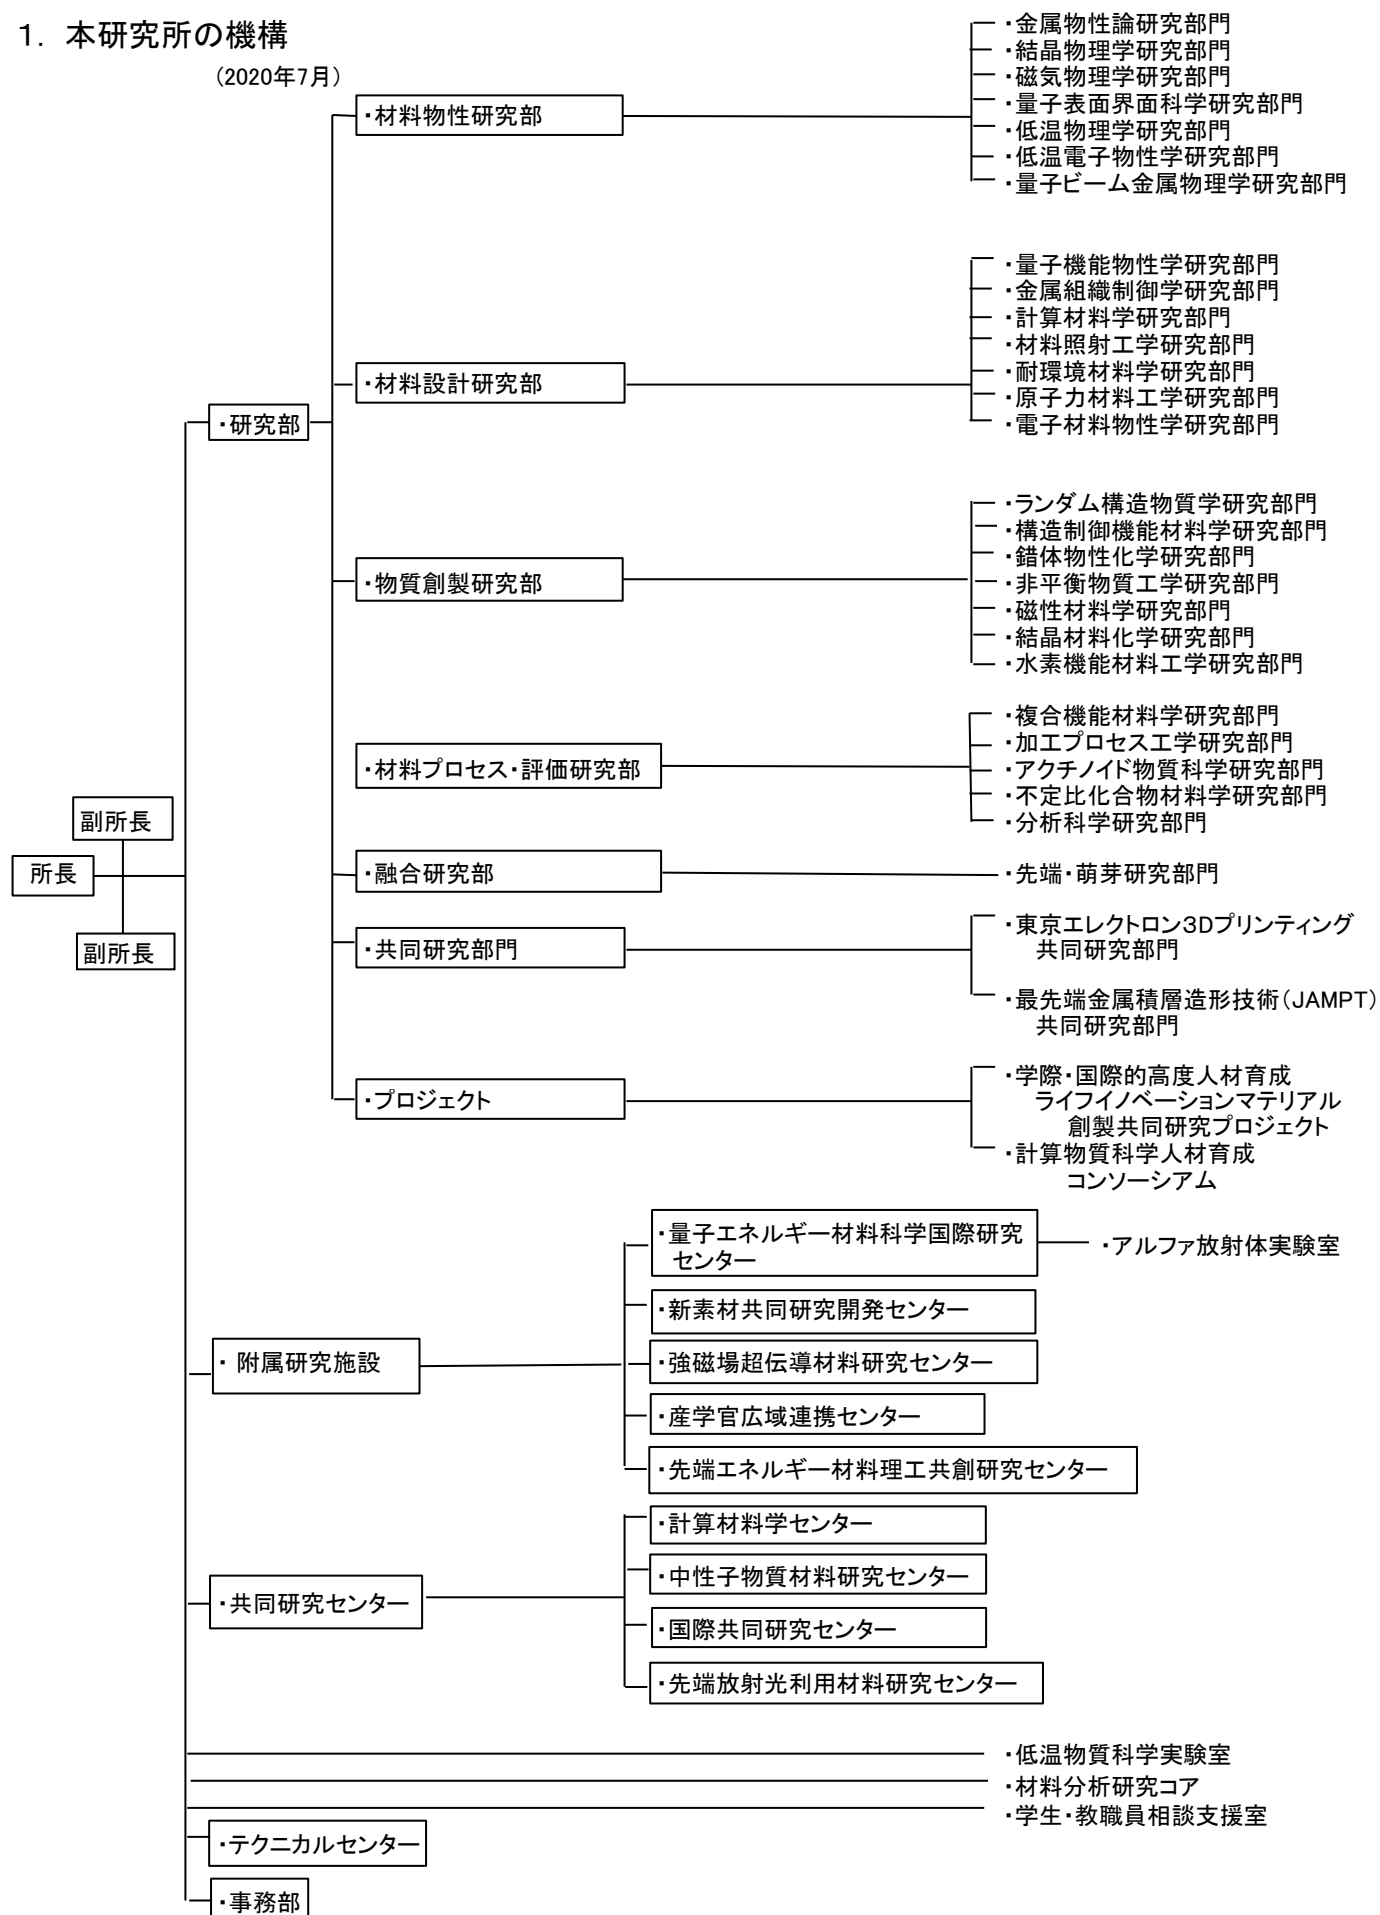 1. 本研究所の機構
(2020年7月)
・金属物性論研究部門
・結晶物理学研究部門
・磁気物理学研究部門
・材料物性研究部
・量子表面界面科学研究部門
・低温物理学研究部門
・低温電子物性学研究部門
・量子ビーム金属物理学研究部門
・量子機能物性学研究部門
・金属組織制御学研究部門
・計算材料学研究部門
・材料照射工学研究部門
・材料設計研究部
・耐環境材料学研究部門
・原子力材料工学研究部門
・電子材料物性学研究部門
・研究部
・ランダム構造物質学研究部門
・構造制御機能材料学研究部門
・錯体物性化学研究部門
・物質創製研究部
・非平衡物質工学研究部門
・磁性材料学研究部門
・結晶材料化学研究部門
・水素機能材料工学研究部門
・複合機能材料学研究部門
・加工プロセス工学研究部門
・材料プロセス・評価研究部
・アクチノイド物質科学研究部門
・不定比化合物材料学研究部門
・分析科学研究部門
副所長
所長
・融合研究部
・先端・萌芽研究部門
副所長
・共同研究部門
・東京エレクトロン3Dプリンティング
共同研究部門
・最先端金属積層造形技術(JAMPT)
共同研究部門
・プロジェクト
・学際・国際的高度人材育成
ライフイノベーションマテリアル
創製共同研究プロジェクト
・計算物質科学人材育成
コンソーシアム
・量子エネルギー材料科学国際研究
センター
・アルファ放射体実験室
・新素材共同研究開発センター
・附属研究施設
・強磁場超伝導材料研究センター
・産学官広域連携センター
・先端エネルギー材料理工共創研究センター
・計算材料学センター
・中性子物質材料研究センター
・共同研究センター
・国際共同研究センター
・先端放射光利用材料研究センター
・低温物質科学実験室
・材料分析研究コア
・学生・教職員相談支援室
・テクニカルセンター
・事務部